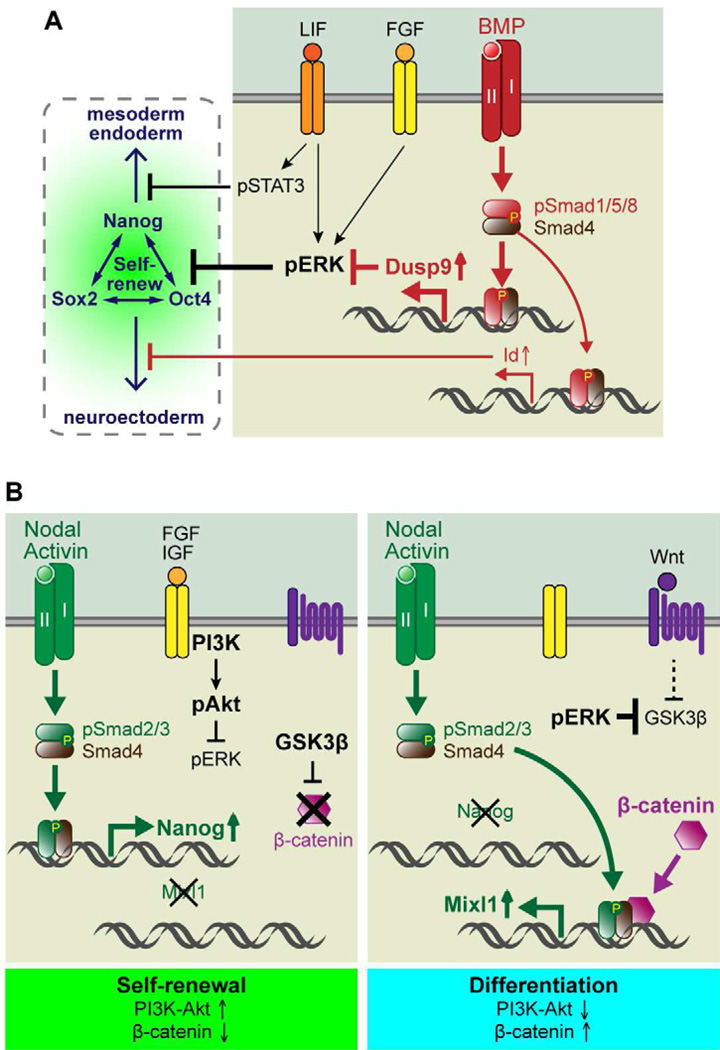 A
LIF
FGF
BMP
II
I
mesoderm
endoderm
pSTAT3
pSmad1/5/8
P
Smad4
Nanog
Self-
renew
Sox2
Oct4
pERK
Dusp9↑
P
Id↑
P
neuroectoderm
B
Nodal
Activin
FGF
IGF
II
I
PI3K
pAkt
pERK
pSmad2/3
P
Smad4
GSK3β
β-catenin
P
Nanog↑
Mixl1
Self-renewal
PI3K-Akt ↑
β-catenin ↓
Nodal
Activin
Wnt
II
I
pERK
GSK3β
pSmad2/3
P
Smad4
Nanog
β-catenin
Mixl1↑
P
Differentiation
PI3K-Akt ↓
β-catenin ↑